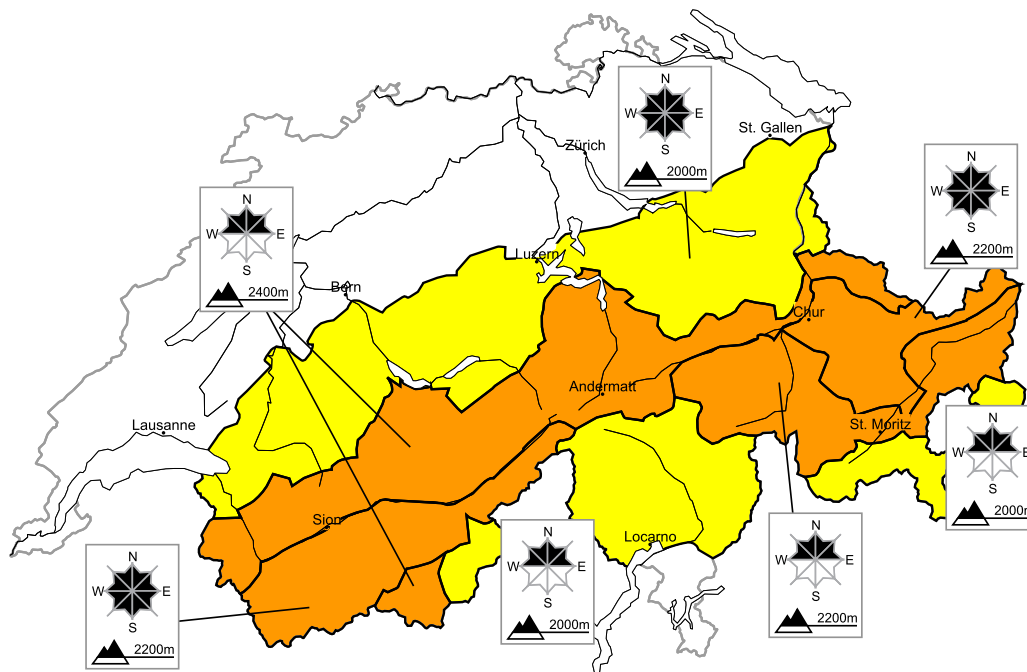 N
W E
S
2000m
St. Gallen
Zürich
N
W E
S
2200m
N
W E
S
2400m
Luzern
Bern
Chur
Andermatt
Lausanne
St. Moritz
N
W E
S
2000m
Sion
Locarno
N
W E
S
2000m
N
W E
S
2200m
N
W E
S
2200m